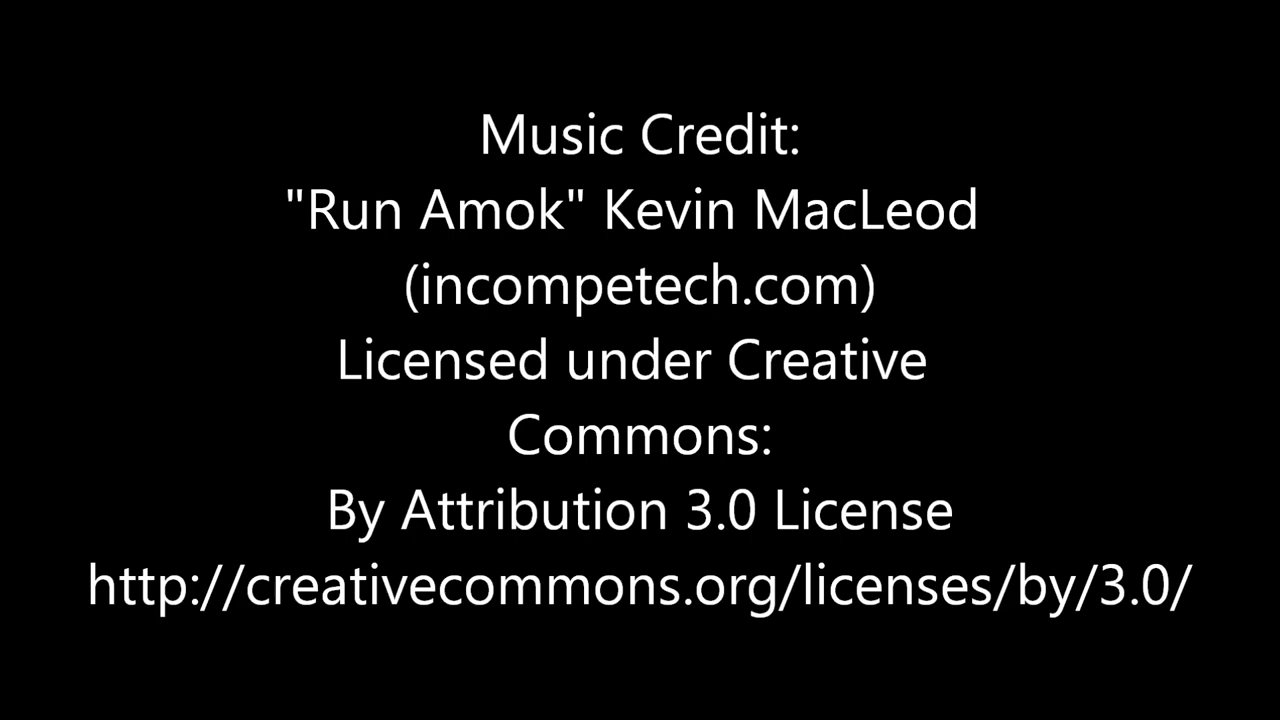 Music Credit:
"Run Amok" Kevin MacLeod
(incompetech.com)
Licensed under Creative
Commons:
By Attribution 3.0 License
http://creativecommons.org/licenses/by/3.0/